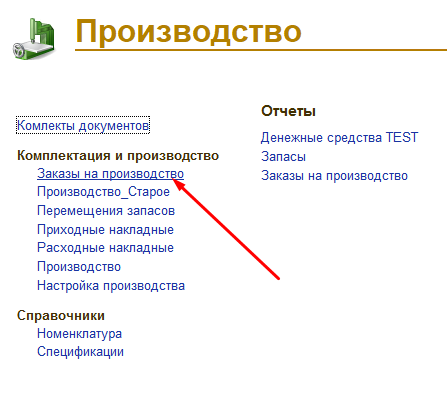 Производство
Комлекты документов
Комплектация и производство
Заказы на производство
Производство_Старое
Перемещения запасов
Приходные накладные
Расходные накладные
Производство
Настройка производства
Справочники
Номенклатура
Спецификации
Отчеты
Денежные средства TEST
Запасы
Заказы на производство